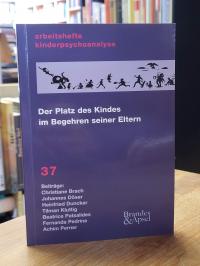 arbeitshefte
kinderpsychoanalyse
Der Platz des Kindes
im Begehren seiner Eltern
37
Beiträge:
Christiane Brach
Johannes Döser
Heinfried Duncker
Tilman Kluttig
Beatrice Patsalides
Fernanda Pedrina
Achim Perner
Brandes
&Apsel